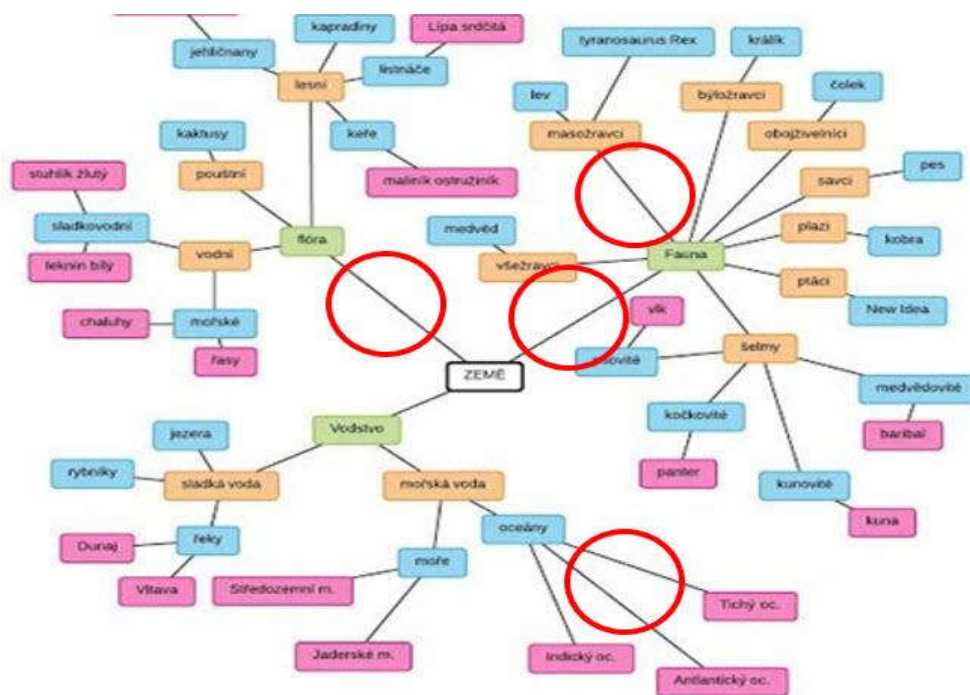 kapradiny
Lípa srdčitá
jehličnany
listnáče
lesní
kaktusy
keře
pouštní
maliník ostružiník
stuhlík žlutý
sladkovodní
flóra
vodní
leknín bílý
chaluhy
mořské
řasy
tyranosaurus Rex
králík
lev
býložravci
čolek
masožravci
obojživelníci
pes
savci
medvěd
plazi
kobra
všežravci
Fauna
ptáci
New Idea
vlk
šelmy
medvědovité
kočkovité
baribal
panter
kunovité
kuna
ZEMĚ
Vodstvo
jezera
rybníky
sladká voda
mořská voda
oceány
Dunaj
řeky
moře
Vltava
Středozemní m.
Tichý oc.
Jaderské m.
Indický oc.
Antlantický oc.